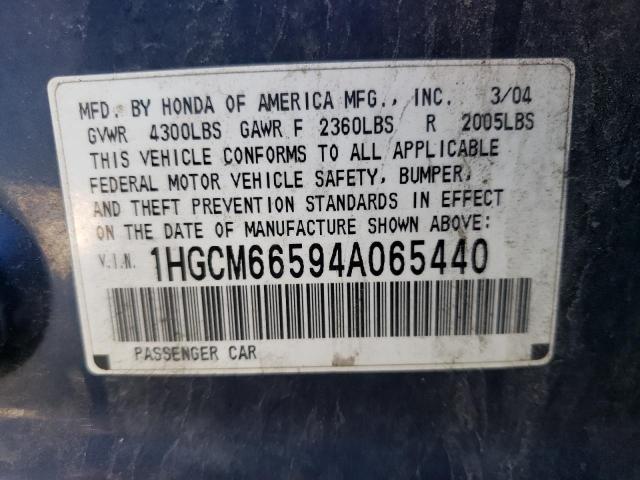 MFD. BY HONDA OF AMERICA MFG., INC. 3/04
GVWR 4300LBS GAWR F 2360LBS R 2005LBS
THIS VEHICLE CONFORMS TO ALL APPLICABLE
FEDERAL MOTOR VEHICLE SAFETY, BUMPER,
AND THEFT PREVENTION STANDARDS IN EFFECT
ON THE DATE OF MANUFACTURE SHOWN ABOVE:
V.I.N. 1HGCM66594A065440
PASSENGER CAR